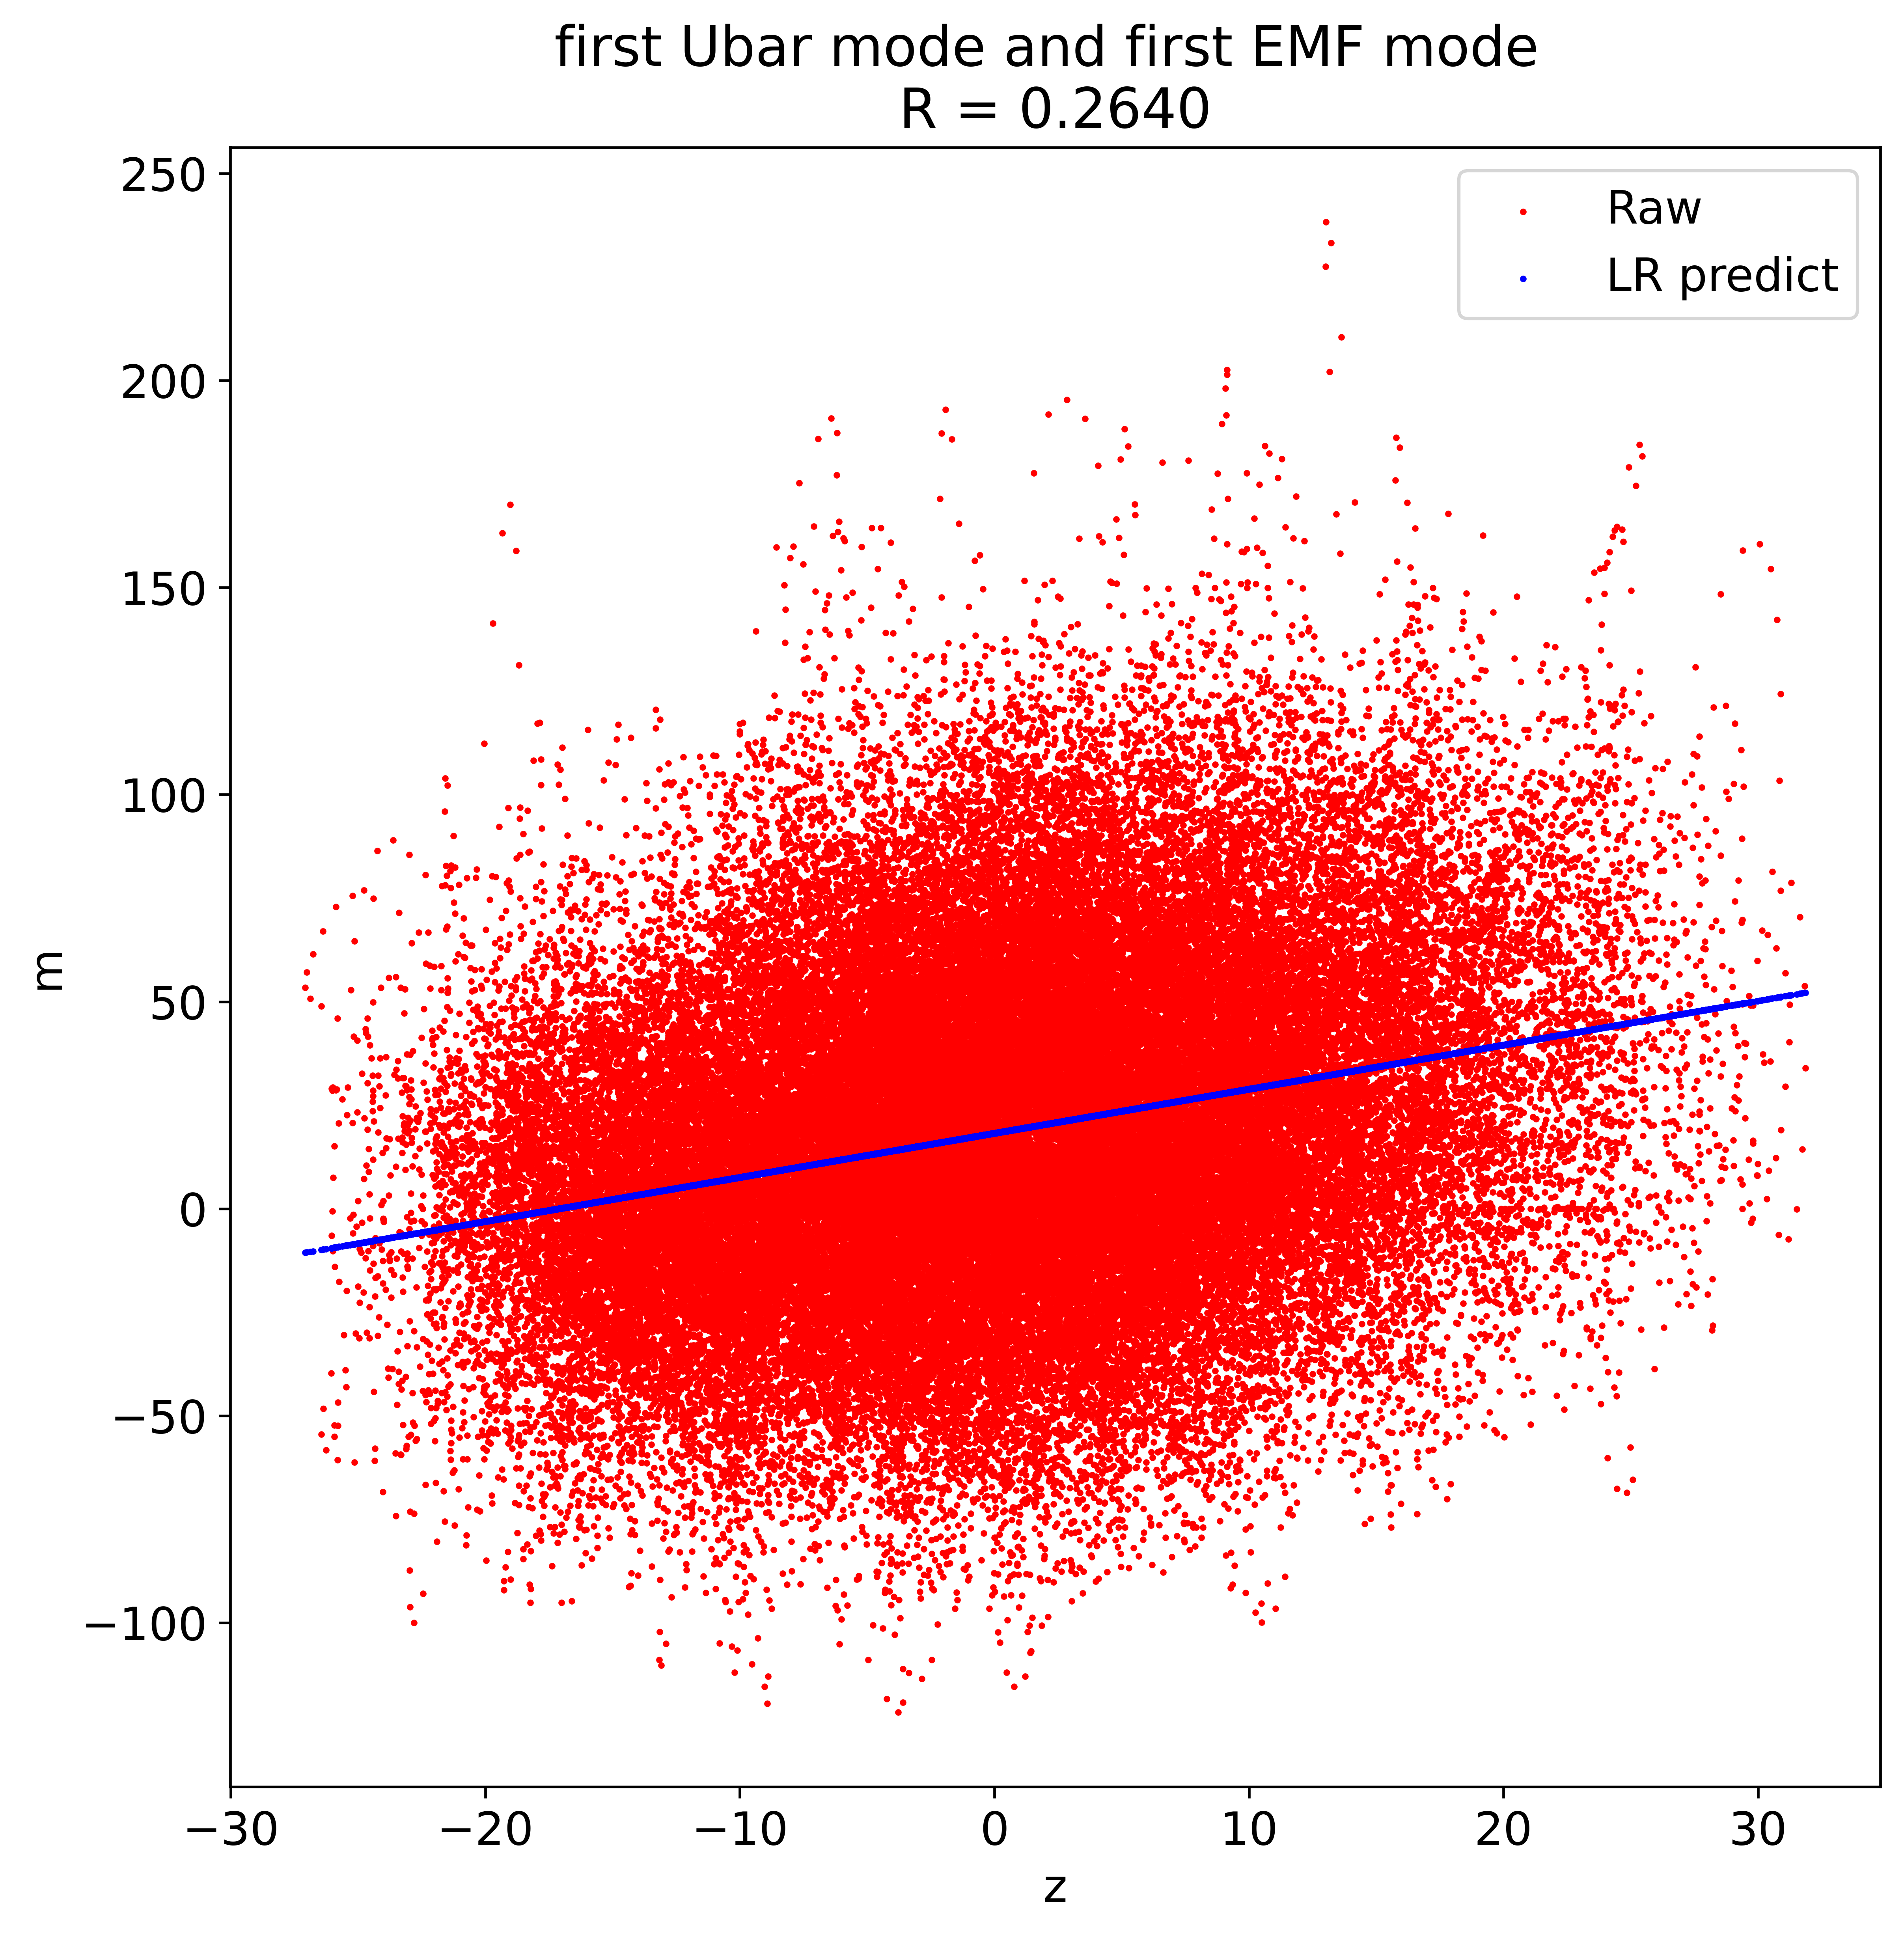 first Ubar mode and first EMF mode
R = 0.2640
250
200
150
100
50
0
−50
−100
m
Raw
LR predict
−30 −20 −10 0 10 20 30
z